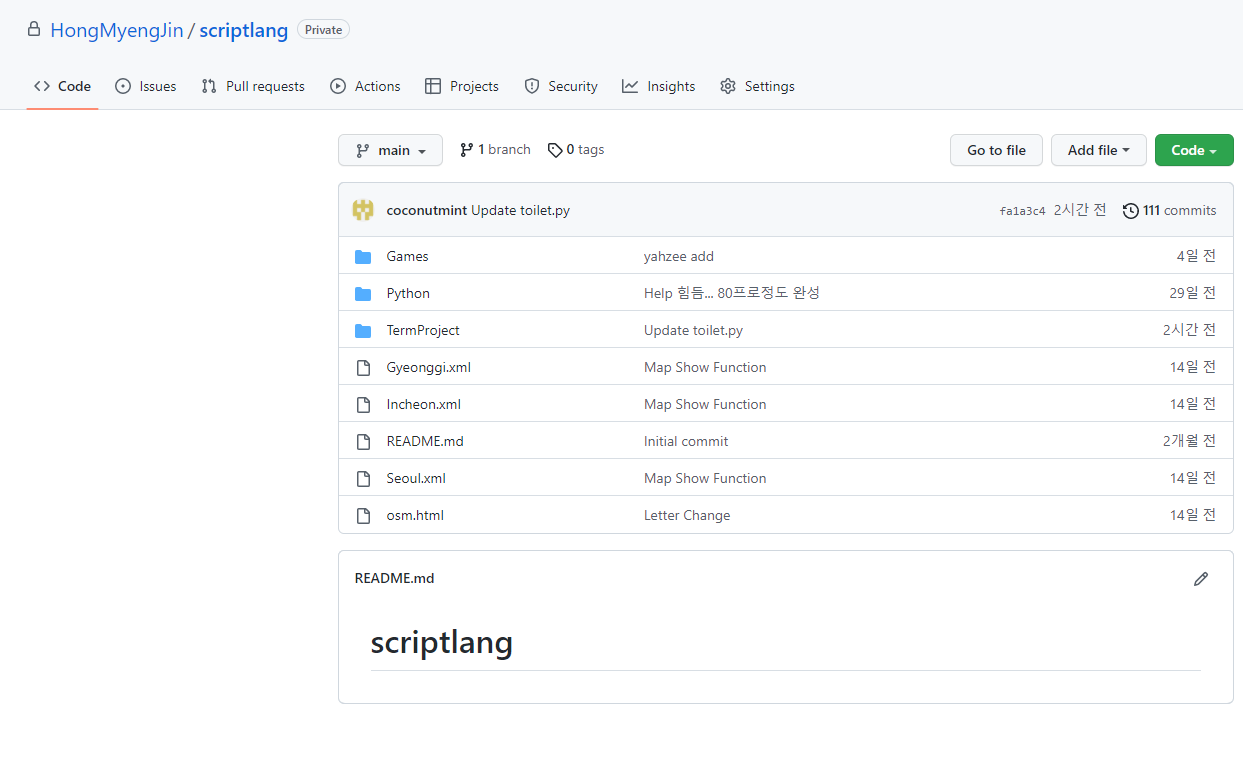 HongMyengJin / scriptlang Private
Code Issues Pull requests Actions Projects Security Insights Settings
main 1 branch 0 tags Go to file Add file Code
coconutmint Update toilet.py fa1a3c4 2시간 전 111 commits
Games yahzee add 4일 전
Python Help 힘듬... 80프로정도 완성 29일 전
TermProject Update toilet.py 2시간 전
Gyeonggi.xml Map Show Function 14일 전
Incheon.xml Map Show Function 14일 전
README.md Initial commit 2개월 전
Seoul.xml Map Show Function 14일 전
osm.html Letter Change 14일 전
README.md
scriptlang